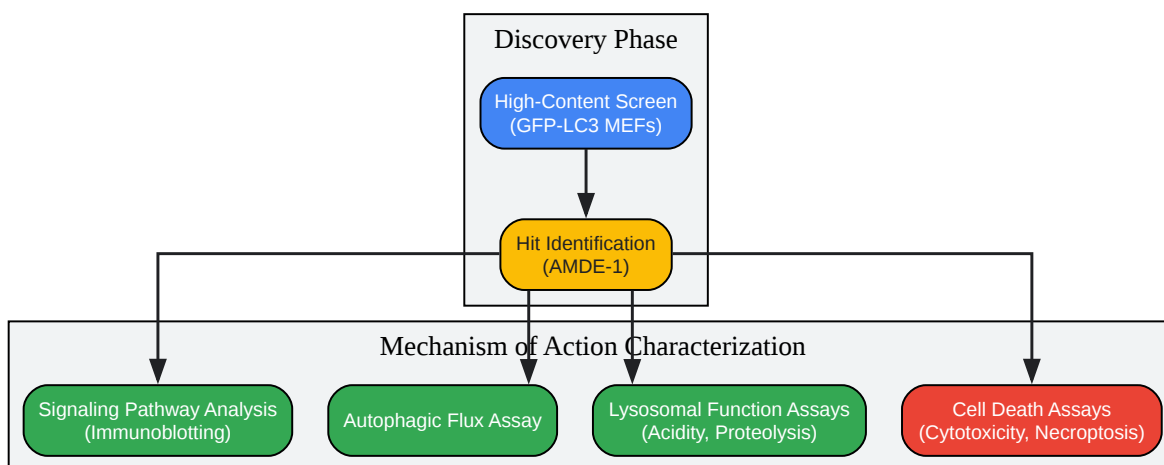 Discovery Phase
High-Content Screen
(GFP-LC3 MEFs)
Hit Identification
(AMDE-1)
Mechanism of Action Characterization
Signaling Pathway Analysis
(Immunoblotting)
Autophagic Flux Assay
Lysosomal Function Assays
(Acidity, Proteolysis)
Cell Death Assays
(Cytotoxicity, Necroptosis)